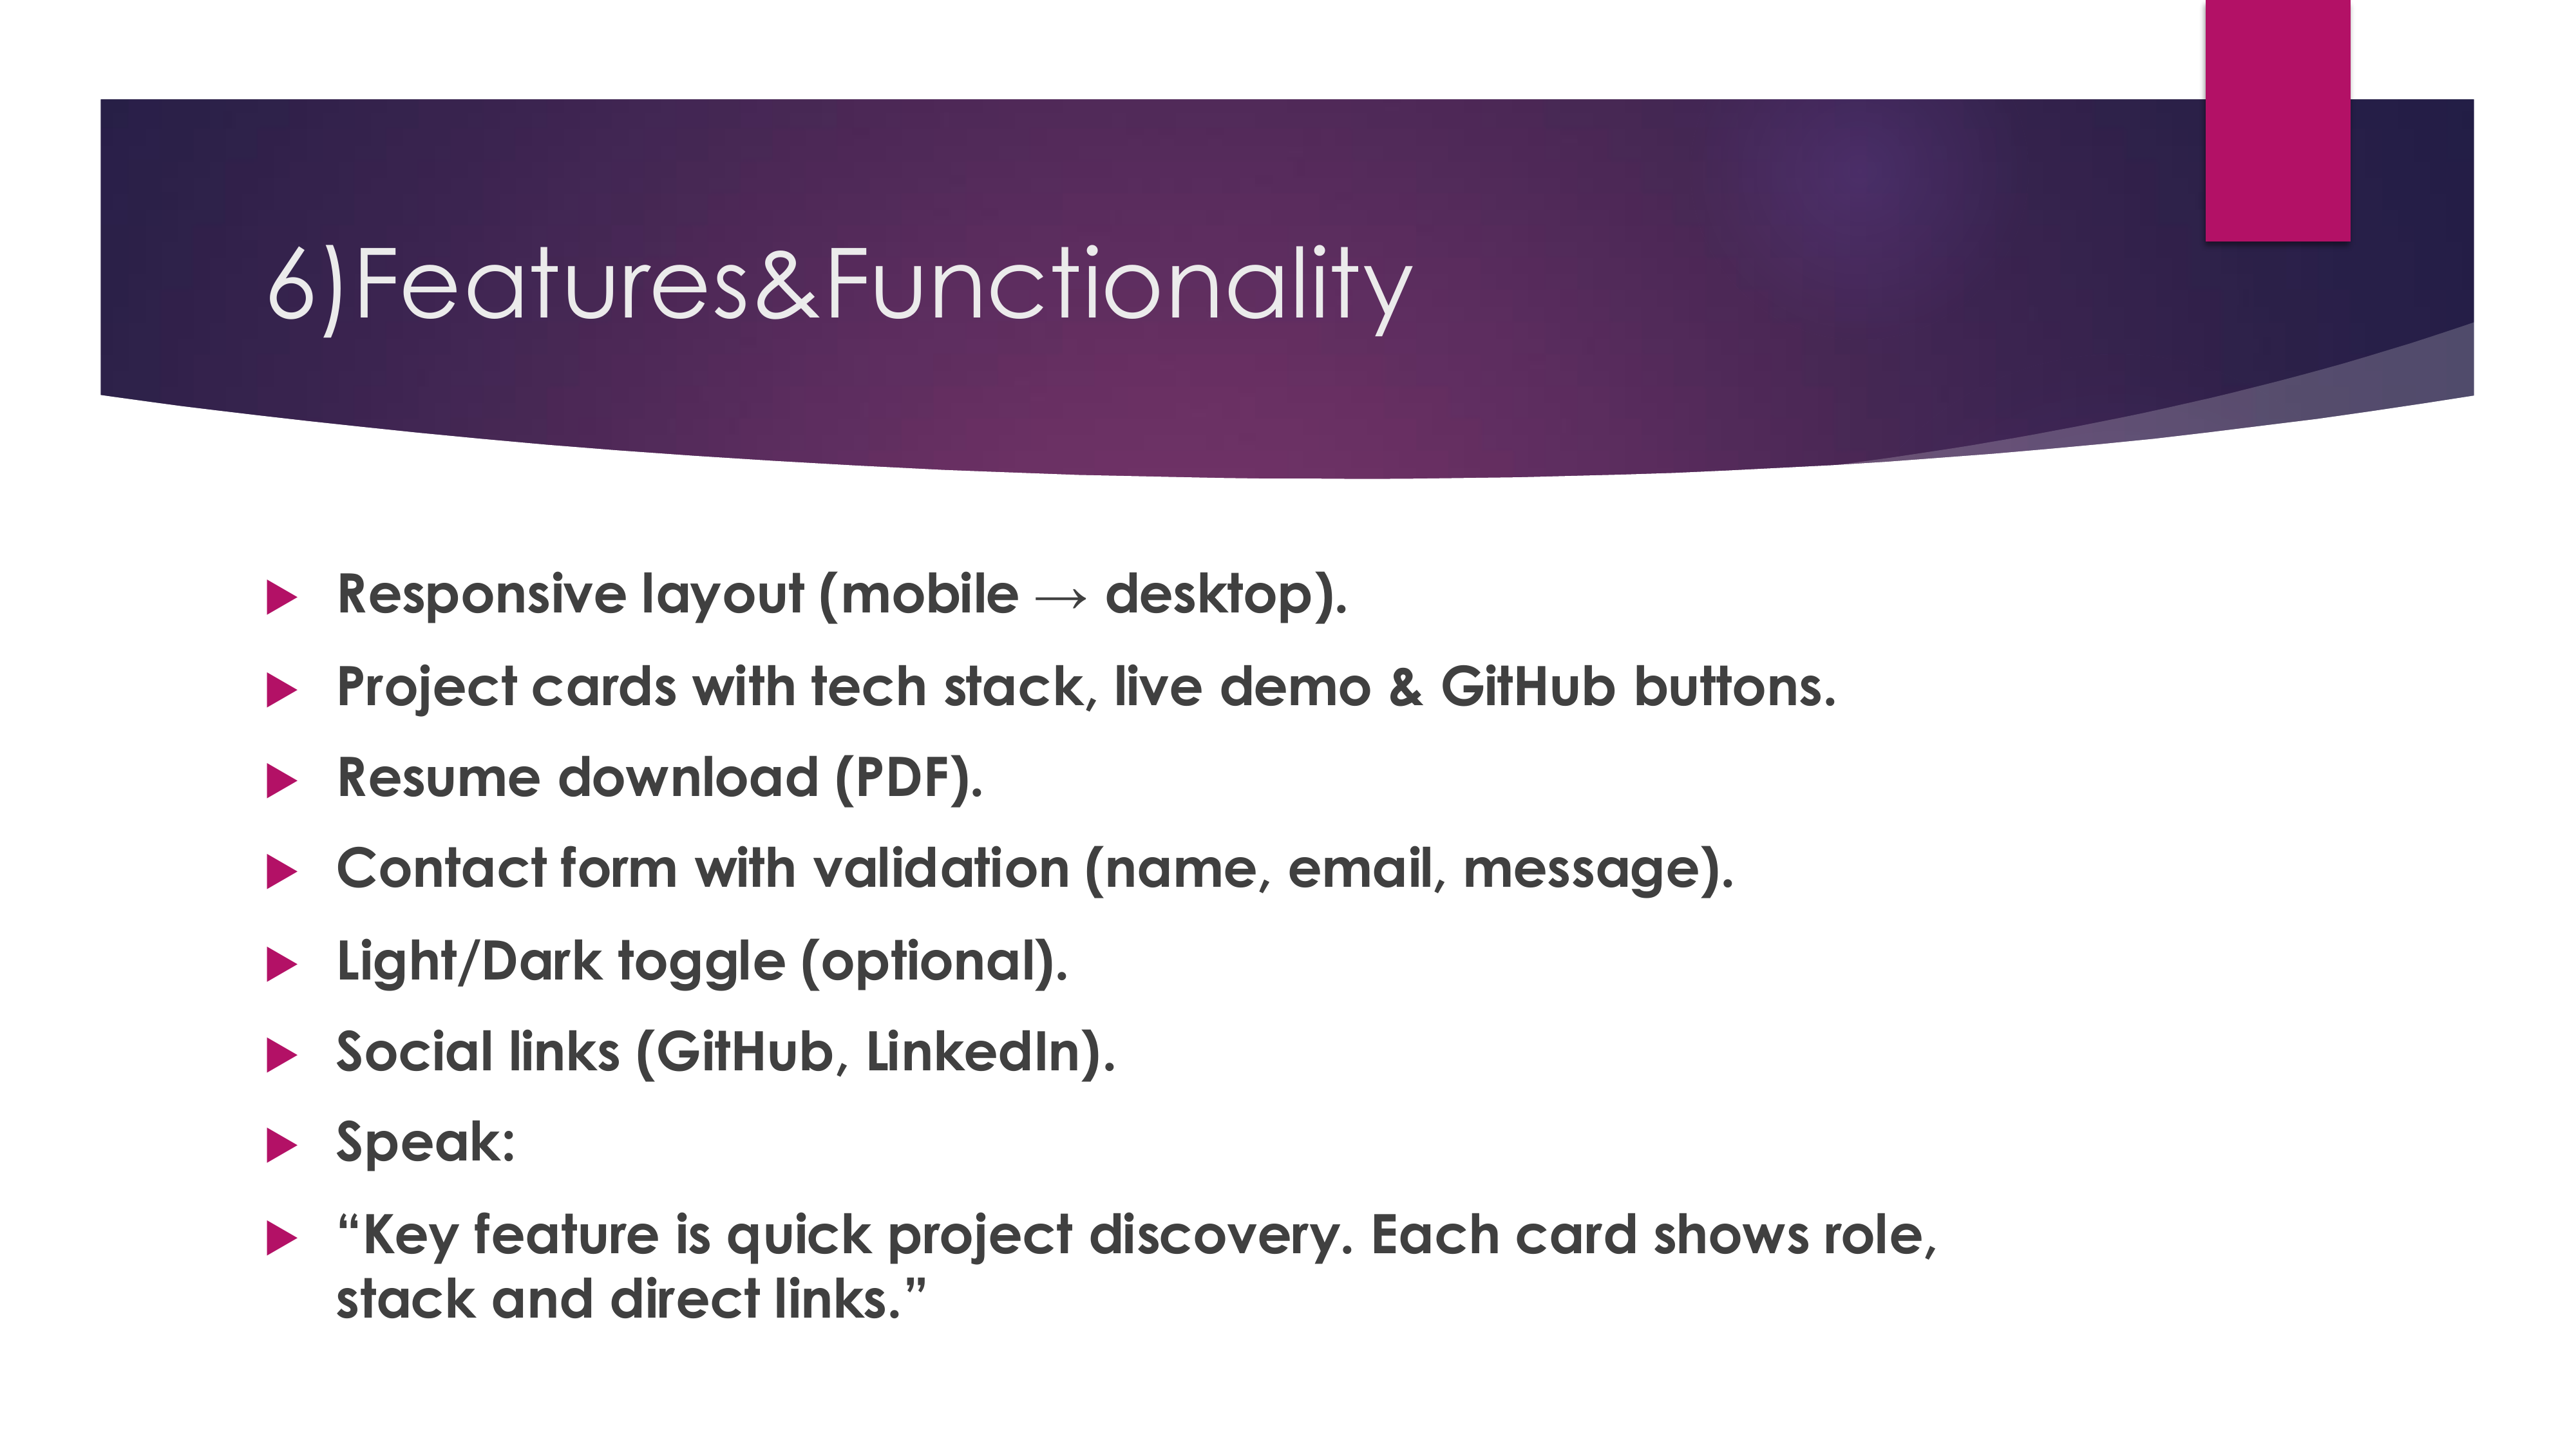 6)Features&Functionality
Responsive layout (mobile → desktop).
Project cards with tech stack, live demo & GitHub buttons.
Resume download (PDF).
Contact form with validation (name, email, message).
Light/Dark toggle (optional).
Social links (GitHub, LinkedIn).
Speak:
“Key feature is quick project discovery. Each card shows role,
stack and direct links.”